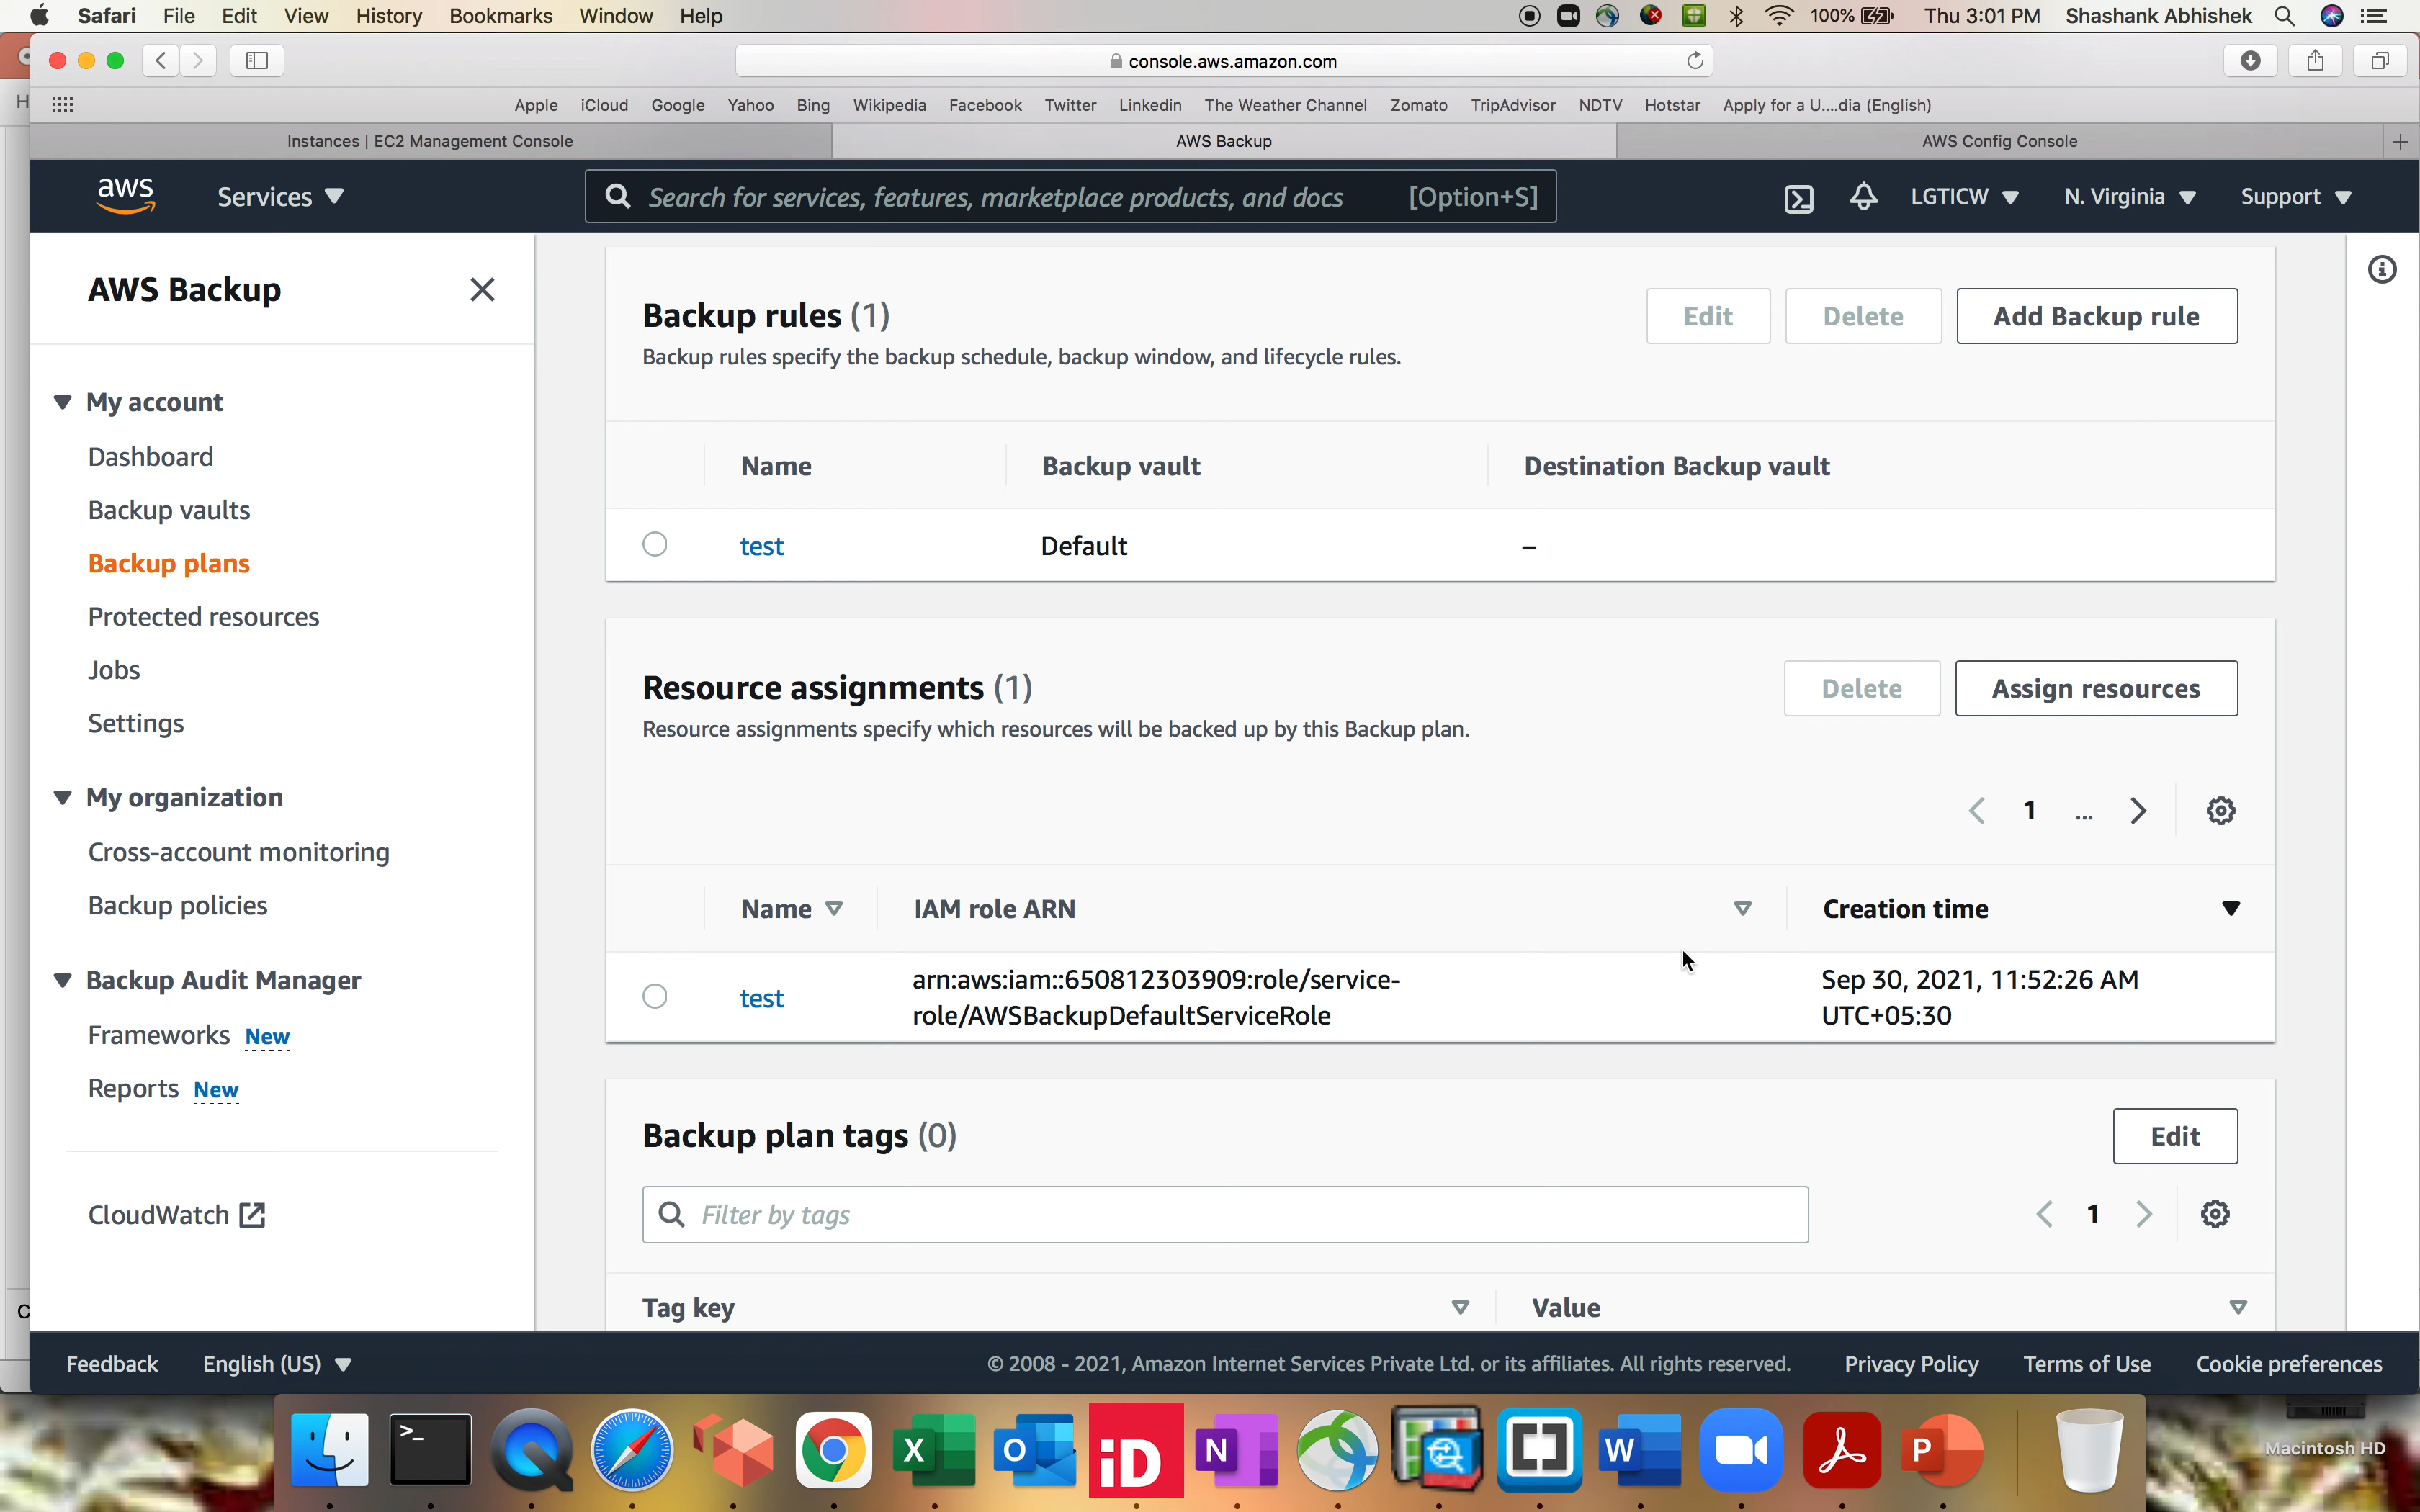 Safari File Edit View History Bookmarks Window Help 100% Thu 3:01 PM Shashank Abhishek
console.aws.amazon.com
Apple iCloud Google Yahoo Bing Wikipedia Facebook Twitter Linkedin The Weather Channel Zomato TripAdvisor NDTV Hotstar Apply for a U....dia (English)
Instances | EC2 Management Console AWS Backup AWS Config Console
aws Services Search for services, features, marketplace products, and docs [Option+S] LGTICW N. Virginia Support
AWS Backup
My account
Dashboard
Backup vaults
Backup plans
Protected resources
Jobs
Settings
My organization
Cross-account monitoring
Backup policies
Backup Audit Manager
Frameworks New
Reports New
CloudWatch
Backup rules (1) Edit Delete Add Backup rule
Backup rules specify the backup schedule, backup window, and lifecycle rules.
Name Backup vault Destination Backup vault
test Default –
Resource assignments (1) Delete Assign resources
Resource assignments specify which resources will be backed up by this Backup plan.
1 ...
Name IAM role ARN Creation time
test arn:aws:iam::650812303909:role/service-role/AWSBackupDefaultServiceRole Sep 30, 2021, 11:52:26 AM UTC+05:30
Backup plan tags (0) Edit
Filter by tags 1
Tag key Value
Feedback English (US) © 2008 - 2021, Amazon Internet Services Private Ltd. or its affiliates. All rights reserved. Privacy Policy Terms of Use Cookie preferences
>_ X O iD N W P
Macintosh HD